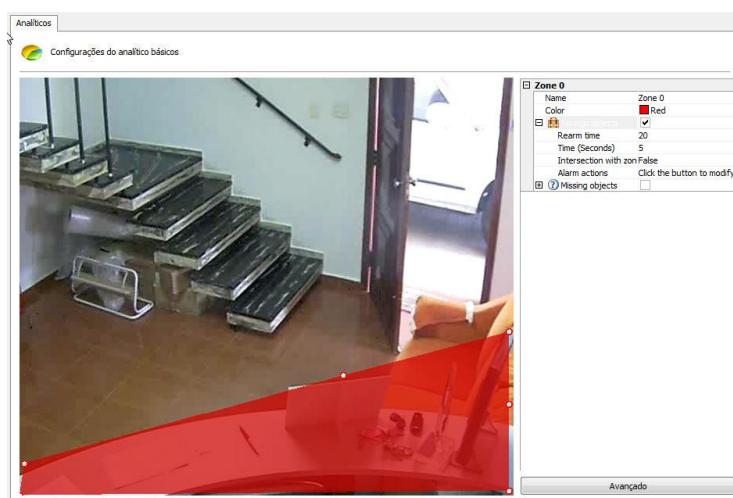 Analíticos
Configurações do analítico básicos
Zone 0
Name Zone 0
Color Red
Rearm time 20
Time (Seconds) 5
Intersection with zon False
Alarm actions Click the button to modify
Missing objects
Avançado